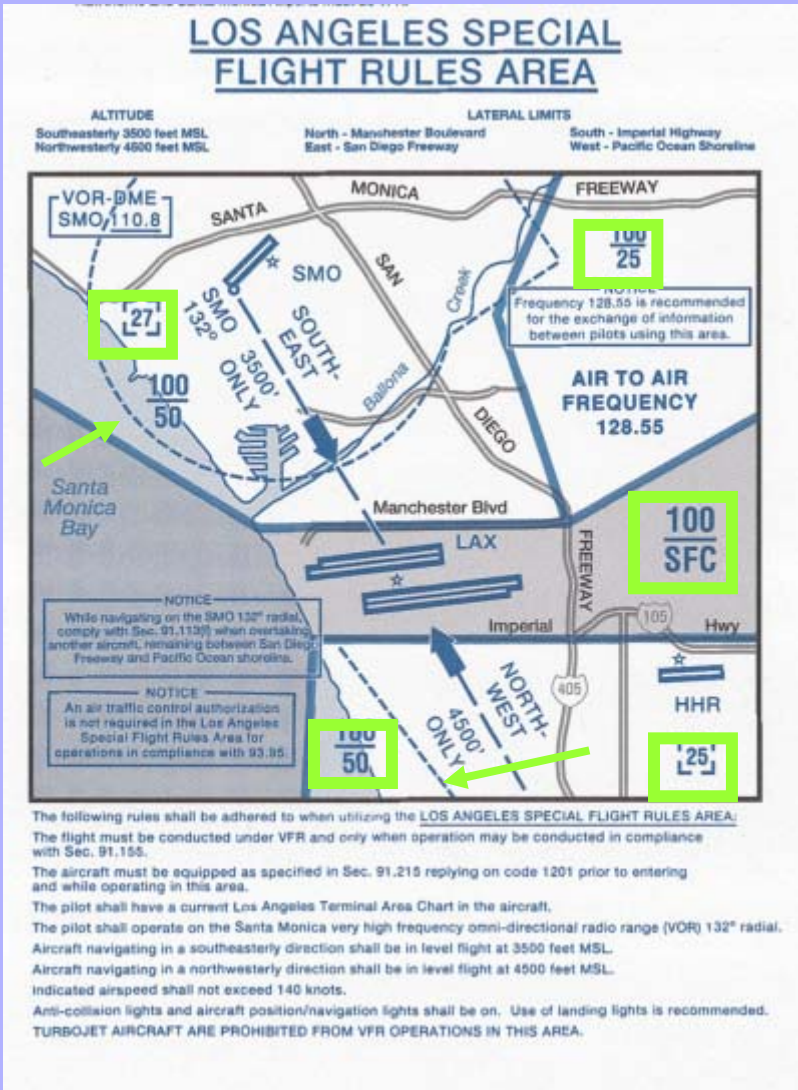 LOS ANGELES SPECIAL
FLIGHT RULES AREA
ALTITUDE
Southeasterly 3500 feet MSL
Northwesterly 4500 feet MSL
LATERAL LIMITS
North - Manchester Boulevard
East - San Diego Freeway
South - Imperial Highway
West - Pacific Ocean Shoreline
VOR-DME
SMO 110.8
SANTA MONICA FREEWAY
SMO
SAN DIEGO FREEWAY
Ballona Creek
100
25
NOTICE
Frequency 128.55 is recommended
for the exchange of information
between pilots using this area.
27
SMO
132°
SOUTH-
EAST
3500'
ONLY
100
50
AIR TO AIR
FREQUENCY
128.55
Santa
Monica
Bay
Manchester Blvd
LAX
100
SFC
NOTICE
While navigating on the SMO 132° radial,
comply with Sec. 91.113(f) when overtaking
another aircraft, remaining between San Diego
Freeway and Pacific Ocean shoreline.
Imperial Hwy
105
405
NOTICE
An air traffic control authorization
is not required in the Los Angeles
Special Flight Rules Area for
operations in compliance with 93.95.
100
50
NORTH-
WEST
4500'
ONLY
HHR
25
The following rules shall be adhered to when utilizing the LOS ANGELES SPECIAL FLIGHT RULES AREA:
The flight must be conducted under VFR and only when operation may be conducted in compliance
with Sec. 91.155.
The aircraft must be equipped as specified in Sec. 91.215 replying on code 1201 prior to entering
and while operating in this area.
The pilot shall have a current Los Angeles Terminal Area Chart in the aircraft.
The pilot shall operate on the Santa Monica very high frequency omni-directional radio range (VOR) 132° radial.
Aircraft navigating in a southeasterly direction shall be in level flight at 3500 feet MSL.
Aircraft navigating in a northwesterly direction shall be in level flight at 4500 feet MSL.
Indicated airspeed shall not exceed 140 knots.
Anti-collision lights and aircraft position/navigation lights shall be on. Use of landing lights is recommended.
TURBOJET AIRCRAFT ARE PROHIBITED FROM VFR OPERATIONS IN THIS AREA.